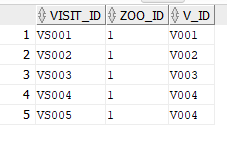 VISIT_ID ZOO_ID V_ID
1 VS001 1 V001
2 VS002 1 V002
3 VS003 1 V003
4 VS004 1 V004
5 VS005 1 V004